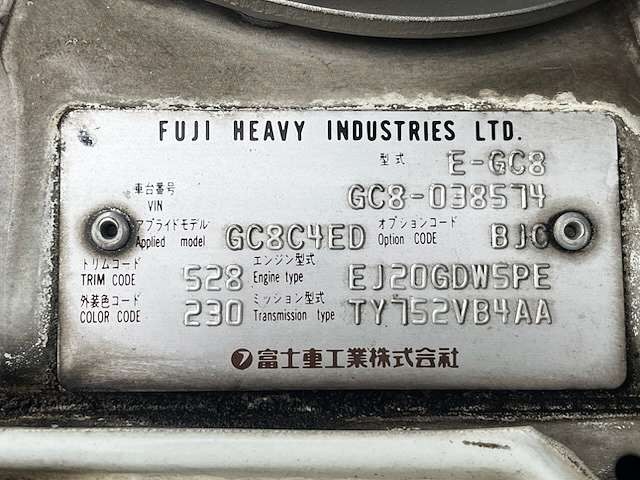 FUJI HEAVY INDUSTRIES LTD.
型式 E-GC8
車台番号 VIN GC8-038574
アプライドモデル Applied model GC8C4ED オプションコード Option CODE BJC
トリムコード TRIM CODE 528 エンジン型式 Engine type EJ20GDW5PE
外装色コード COLOR CODE 230 ミッション型式 Transmission type TY752VB4AA
富士重工業株式会社